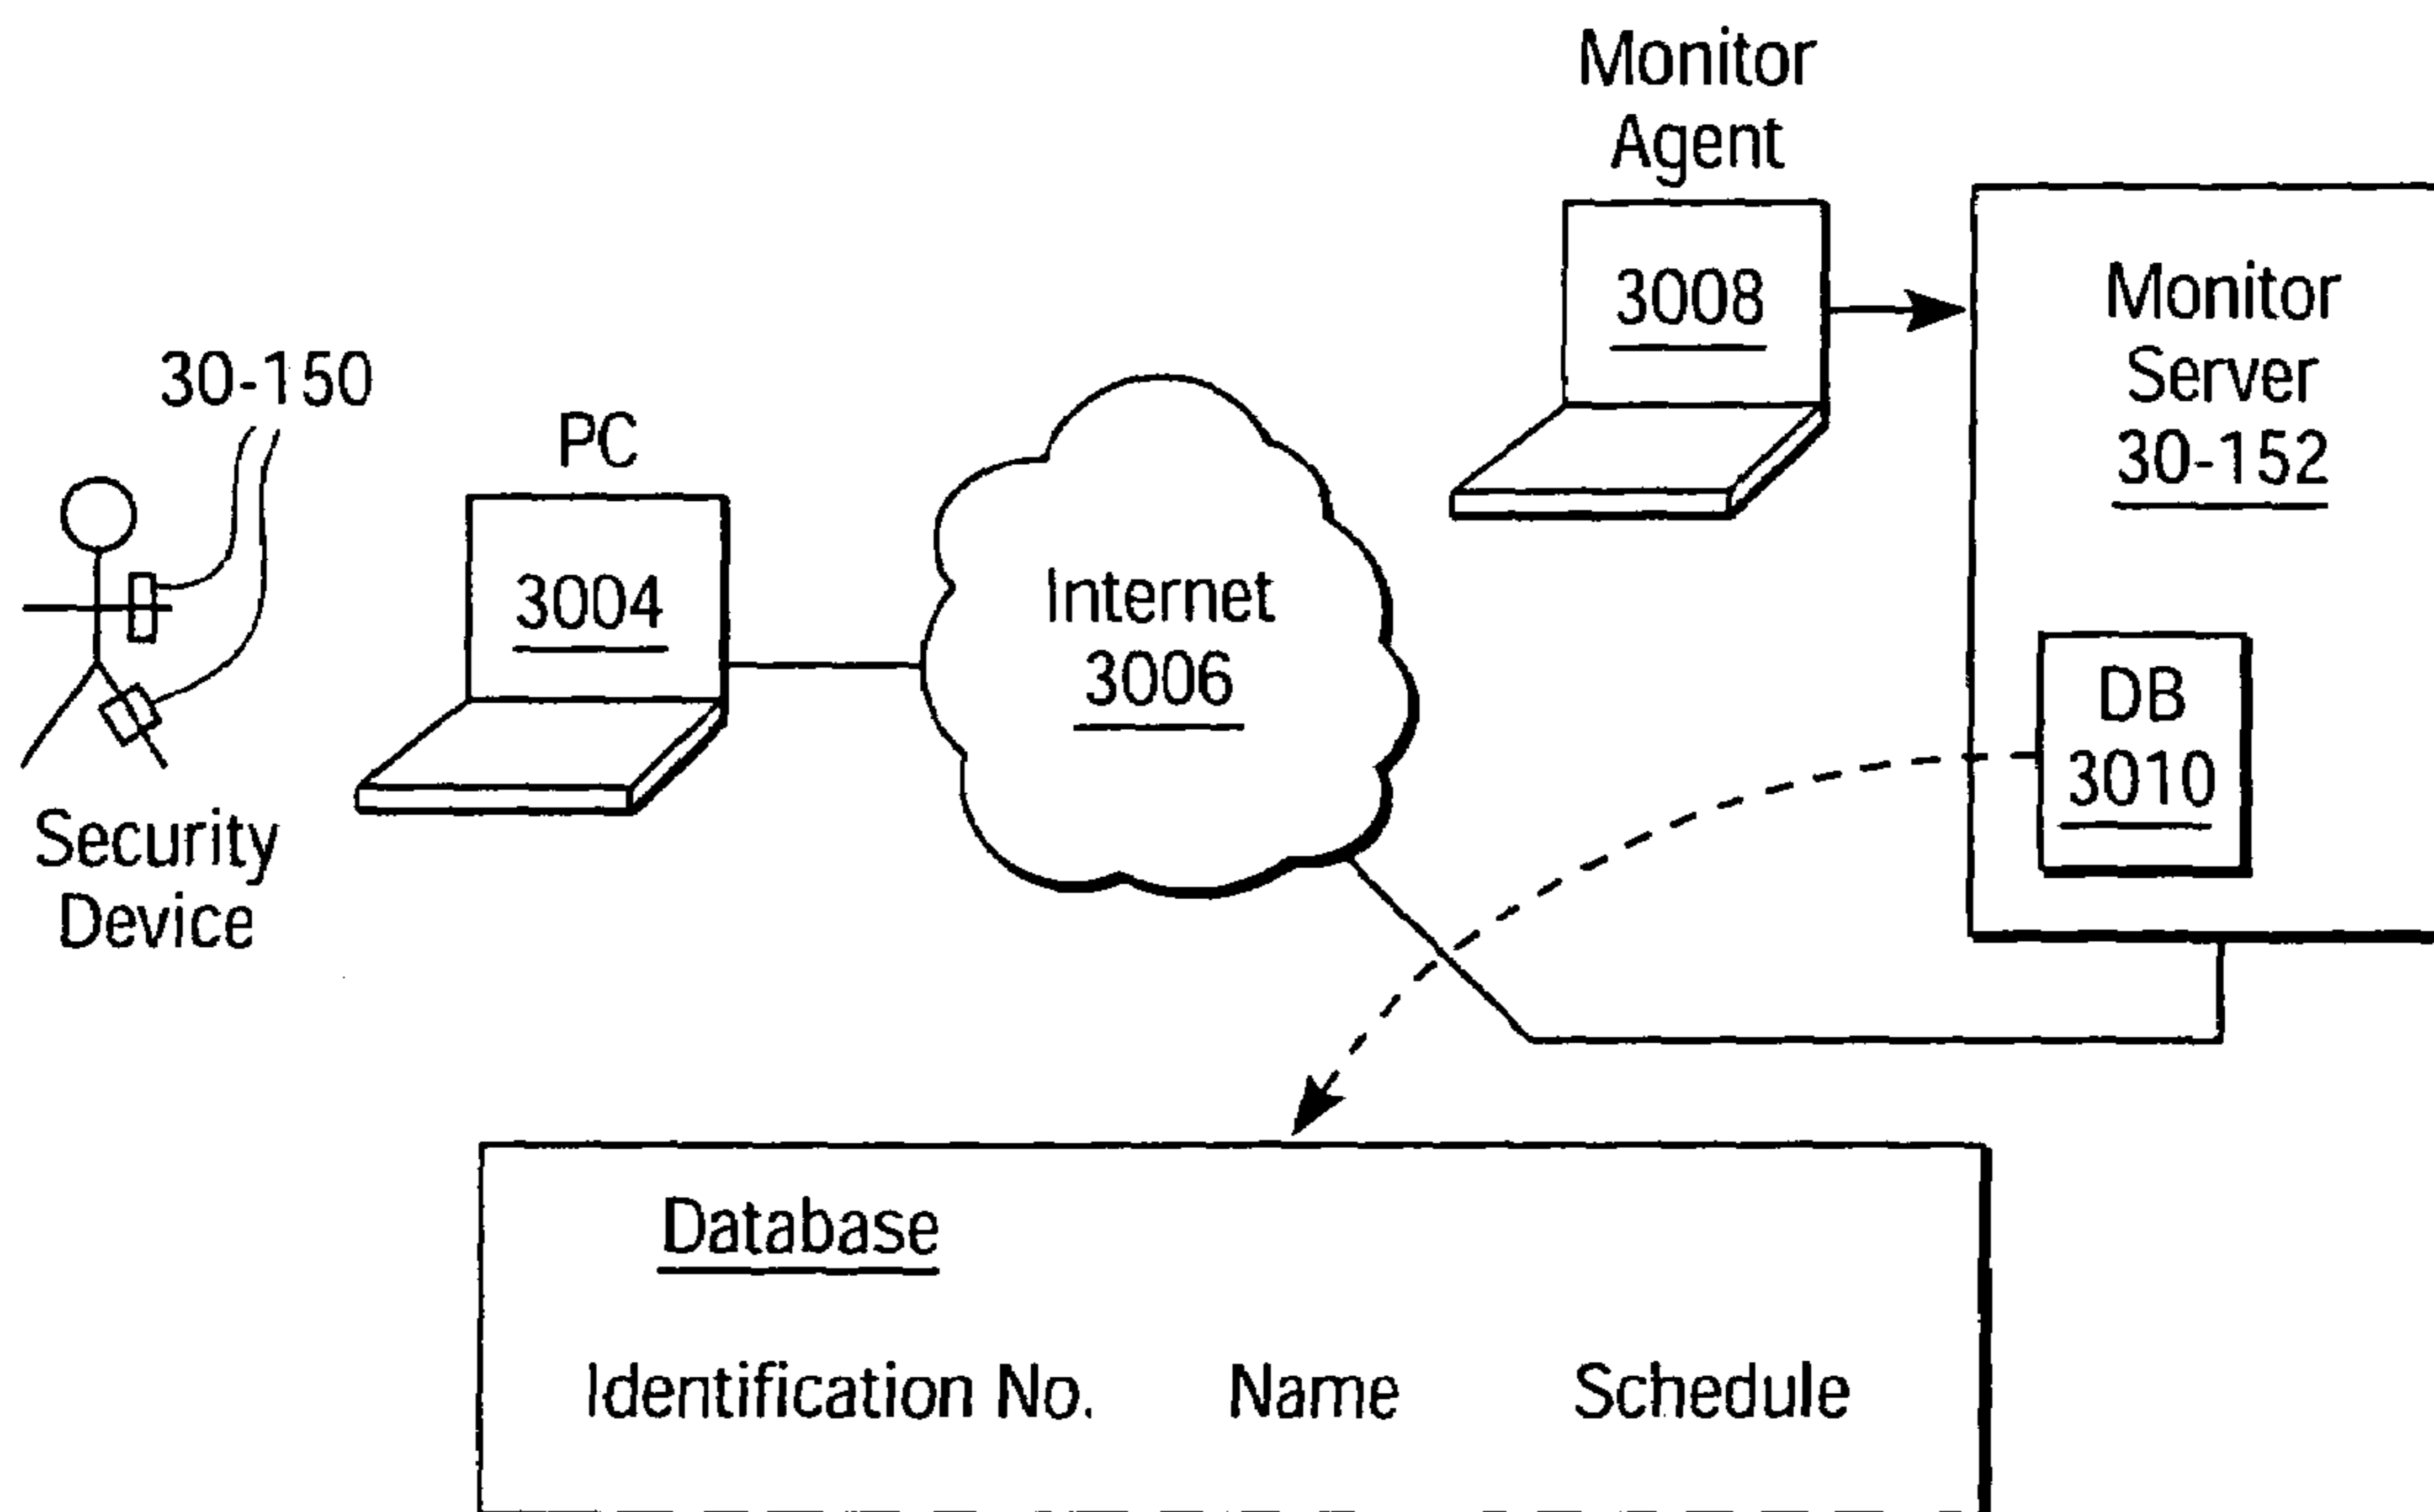 Monitor
Agent
3008
Monitor
Server
30-152
30-150
PC
3004
Internet
3006
DB
3010
Security
Device
Database
Identification No. Name Schedule